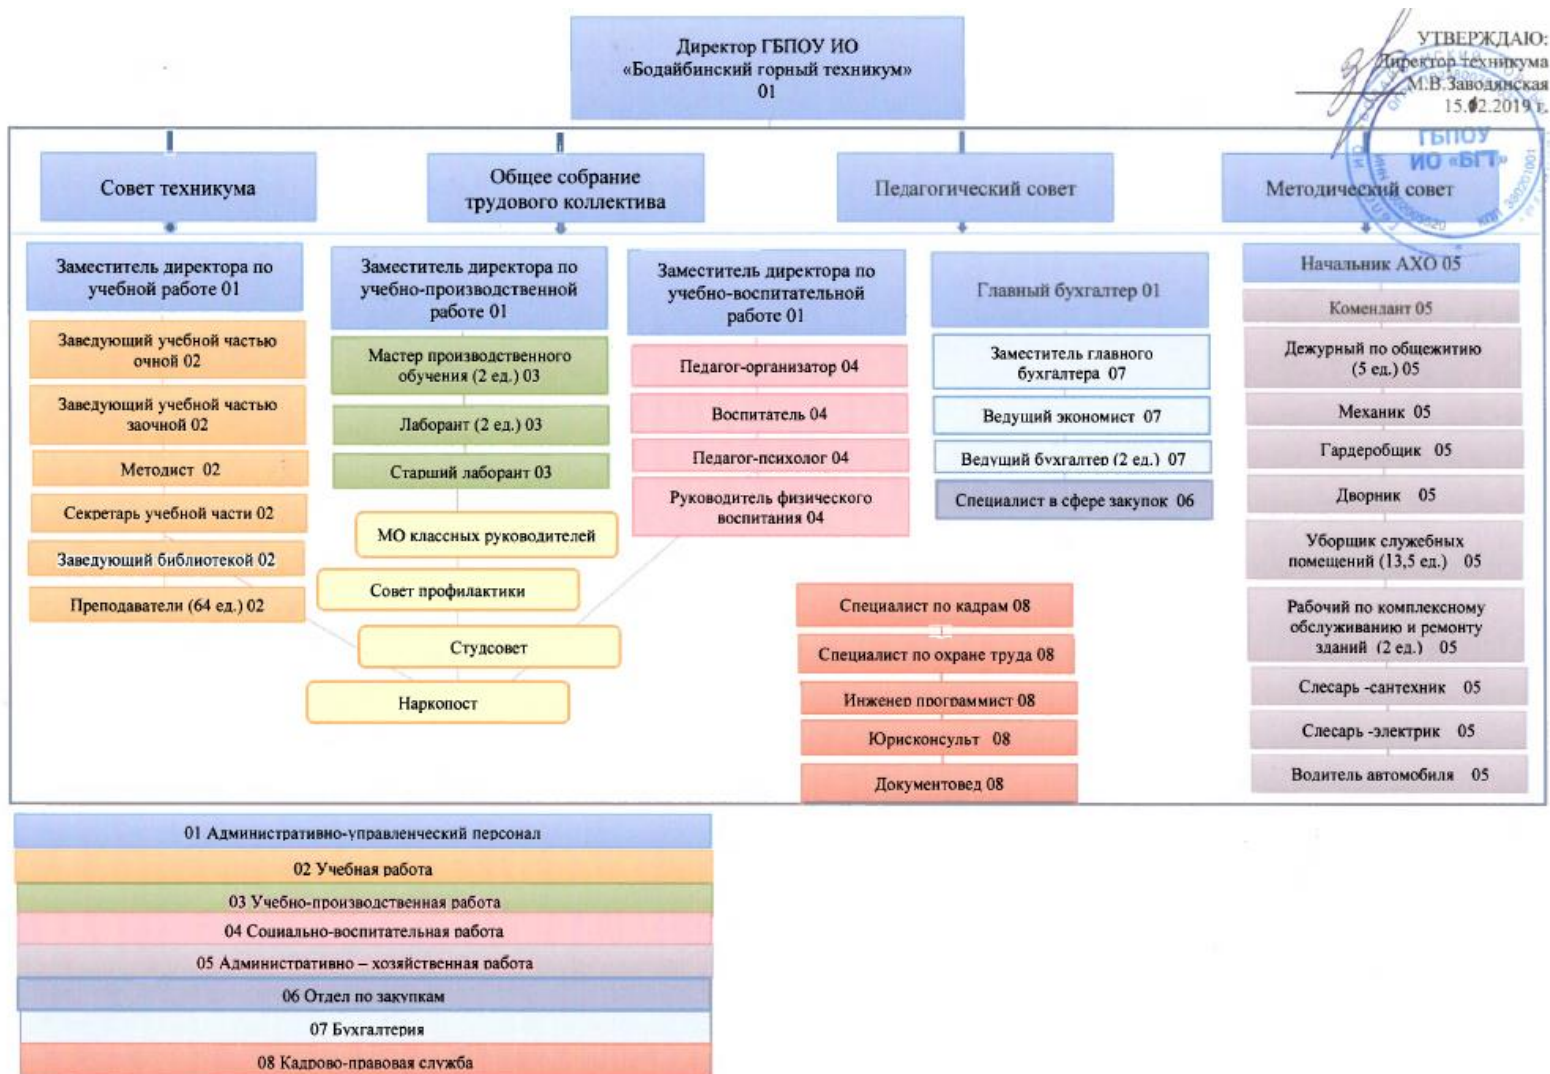 Директор ГБПОУ ИО
«Бодайбинский горный техникум»
01
УТВЕРЖДАЮ:
Директор техникума
М.В.Заводянская
15.02.2019 г.
ГБПОУ
ИО «БГТ»
Совет техникума
Общее собрание
трудового коллектива
Педагогический совет
Методический совет
Заместитель директора по
учебной работе 01
Заведующий учебной частью
очной 02
Заведующий учебной частью
заочной 02
Методист 02
Секретарь учебной части 02
Заведующий библиотекой 02
Преподаватели (64 ед.) 02
Заместитель директора по
учебно-производственной
работе 01
Мастер производственного
обучения (2 ед.) 03
Лаборант (2 ед.) 03
Старший лаборант 03
МО классных руководителей
Совет профилактики
Студсовет
Наркопост
Заместитель директора по
учебно-воспитательной
работе 01
Педагог-организатор 04
Воспитатель 04
Педагог-психолог 04
Руководитель физического
воспитания 04
Главный бухгалтер 01
Заместитель главного
бухгалтера 07
Ведущий экономист 07
Ведущий бухгалтер (2 ед.) 07
Специалист в сфере закупок 06
Специалист по кадрам 08
Специалист по охране труда 08
Инженер программист 08
Юрисконсульт 08
Документовед 08
Начальник АХО 05
Комендант 05
Дежурный по общежитию
(5 ед.) 05
Механик 05
Гардеробщик 05
Дворник 05
Уборщик служебных
помещений (13,5 ед.) 05
Рабочий по комплексному
обслуживанию и ремонту
зданий (2 ед.) 05
Слесарь -сантехник 05
Слесарь -электрик 05
Водитель автомобиля 05
01 Административно-управленческий персонал
02 Учебная работа
03 Учебно-производственная работа
04 Социально-воспитательная работа
05 Административно – хозяйственная работа
06 Отдел по закупкам
07 Бухгалтерия
08 Кадрово-правовая служба